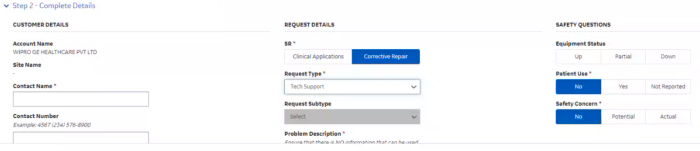 Step 2 - Complete Details
CUSTOMER DETAILS
Account Name
WIPRO GE HEALTHCARE PVT LTD
Site Name
-
Contact Name *
Contact Number
Example: 4567 (234) 576-8900
REQUEST DETAILS
SR *
Clinical Applications
Corrective Repair
Request Type *
Tech Support
Request Subtype
Select
Problem Description *
Ensure that there is NO information that can be used
SAFETY QUESTIONS
Equipment Status
Up
Partial
Down
Patient Use *
No
Yes
Not Reported
Safety Concern *
No
Potential
Actual